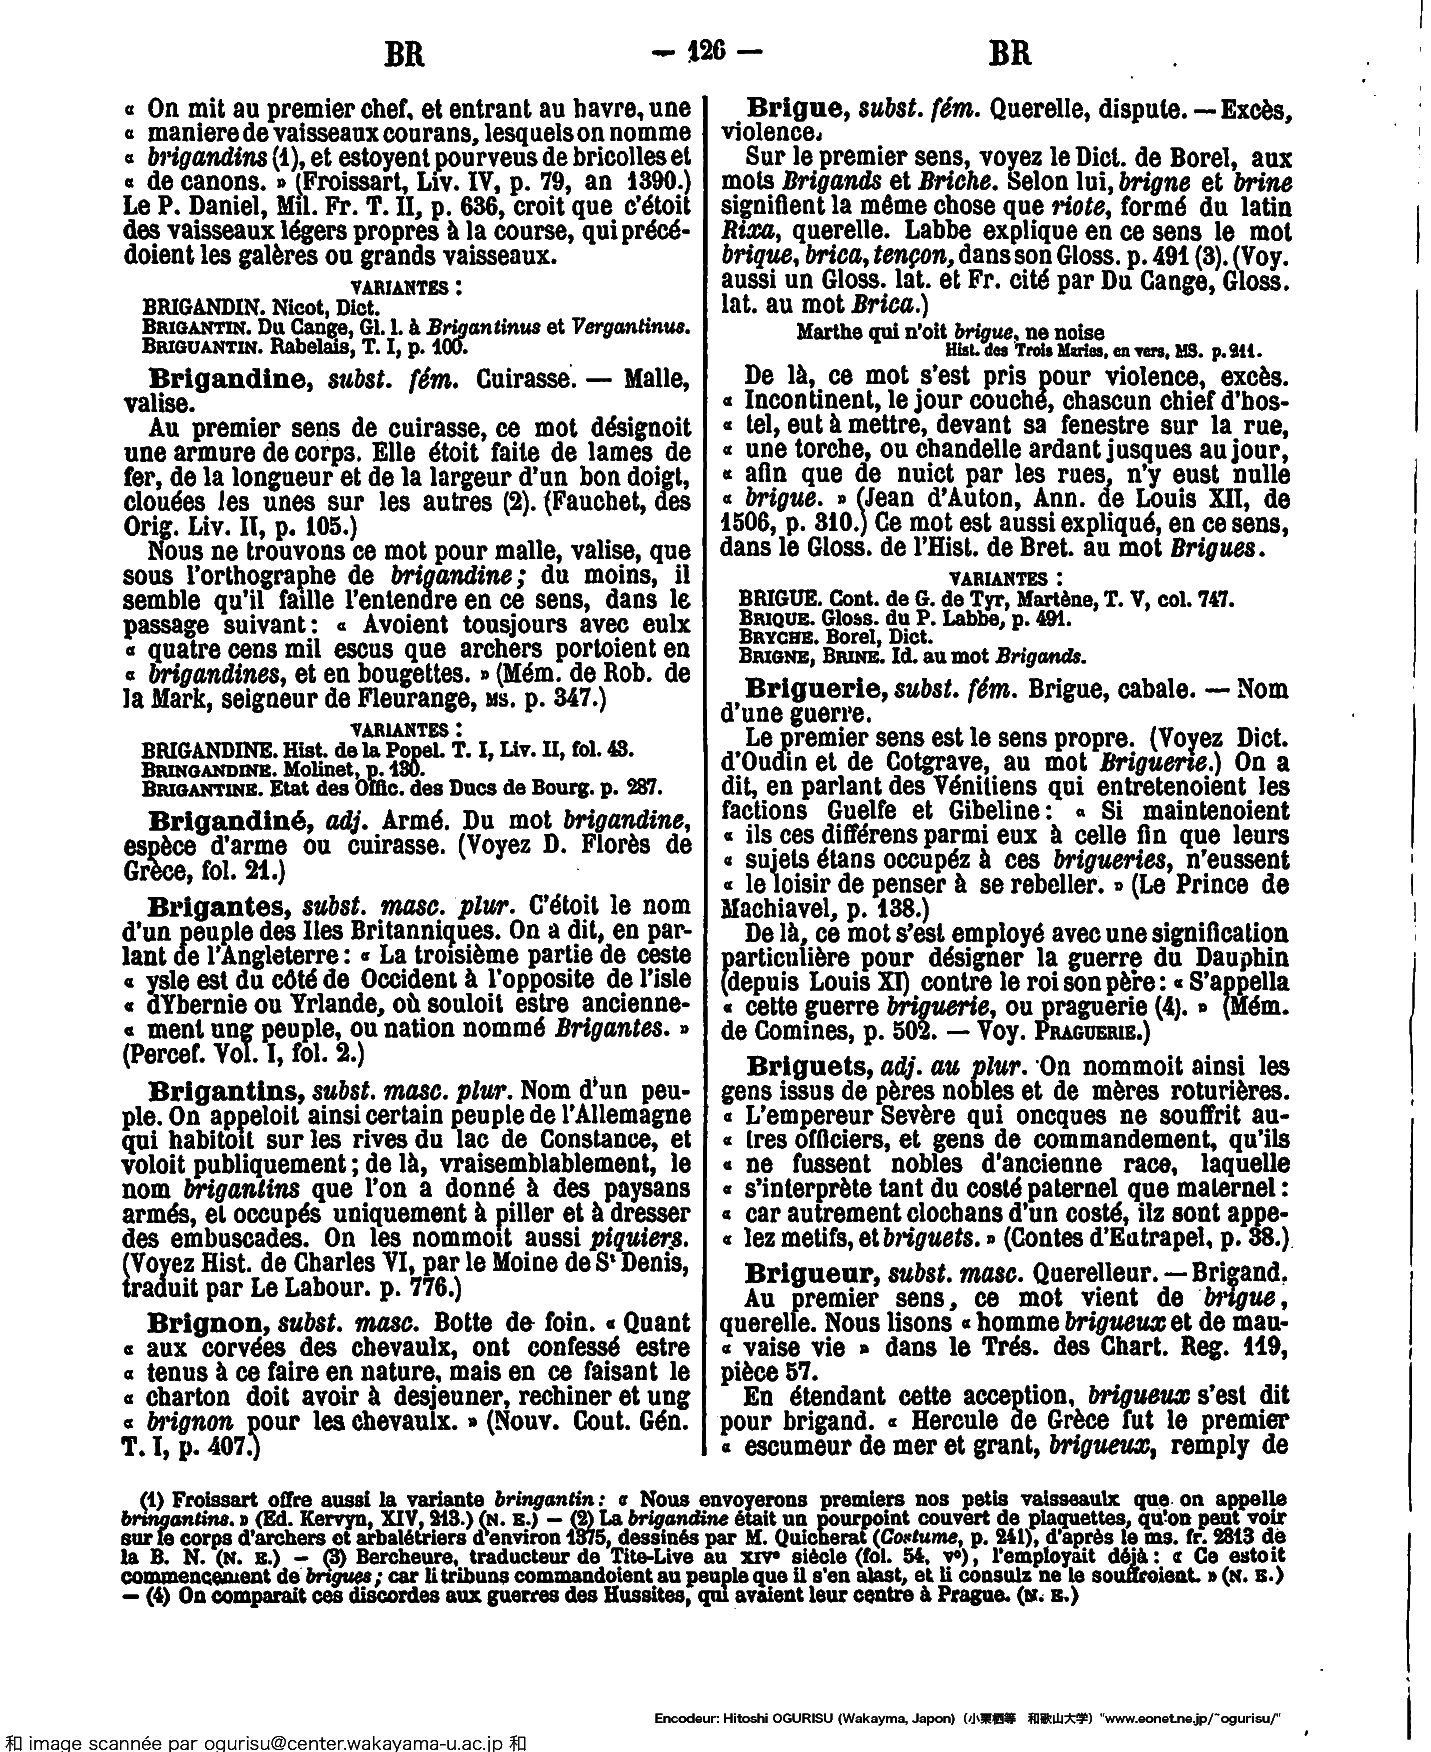 BR — 126 — BR
« On mit au premier chef, et entrant au havre, une
« maniere de vaisseaux courans, lesquels on nomme
« brigandins (1), et estoyent pourveus de bricolles et
« de canons. » (Froissart, Liv. IV, p. 79, an 1390.)
Le P. Daniel, Mil. Fr. T. II, p. 636, croit que c'étoit
des vaisseaux légers propres à la course, qui précé-
doient les galères ou grands vaisseaux.
VARIANTES :
BRIGANDIN. Nicot, Dict.
BRIGANTIN. Du Cange, Gl. l. à Brigantinus et Vergantinus.
BRIGUANTIN. Rabelais, T. I, p. 100.
Brigandine, subst. fém. Cuirasse. — Malle,
valise.
Au premier sens de cuirasse, ce mot désignoit
une armure de corps. Elle étoit faite de lames de
fer, de la longueur et de la largeur d'un bon doigt,
clouées les unes sur les autres (2). (Fauchet, des
Orig. Liv. II, p. 105.)
Nous ne trouvons ce mot pour malle, valise, que
sous l'orthographe de brigandine ; du moins, il
semble qu'il faille l'entendre en ce sens, dans le
passage suivant : « Avoient tousjours avec eulx
« quatre cens mil escus que archers portoient en
« brigandines, et en bougettes. » (Mém. de Rob. de
la Mark, seigneur de Fleurange, MS. p. 347.)
VARIANTES :
BRIGANDINE. Hist. de la Popel. T. I, Liv. II, fol. 43.
BRINGANDINE. Molinet, p. 130.
BRIGANTINE. Etat des Offic. des Ducs de Bourg. p. 287.
Brigandiné, adj. Armé. Du mot brigandine,
espèce d'arme ou cuirasse. (Voyez D. Florès de
Grèce, fol. 21.)
Brigantes, subst. masc. plur. C'étoit le nom
d'un peuple des Iles Britanniques. On a dit, en par-
lant de l'Angleterre : « La troisième partie de ceste
« ysle est du côté de Occident à l'opposite de l'isle
« dYbernie ou Yrlande, où souloit estre ancienne-
« ment ung peuple, ou nation nommé Brigantes. »
(Percef. Vol. I, fol. 2.)
Brigantins, subst. masc. plur. Nom d'un peu-
ple. On appeloit ainsi certain peuple de l'Allemagne
qui habitoit sur les rives du lac de Constance, et
voloit publiquement ; de là, vraisemblablement, le
nom brigantins que l'on a donné à des paysans
armés, et occupés uniquement à piller et à dresser
des embuscades. On les nommoit aussi piquiers.
(Voyez Hist. de Charles VI, par le Moine de St Denis,
traduit par Le Labour. p. 776.)
Brignon, subst. masc. Botte de foin. « Quant
« aux corvées des chevaulx, ont confessé estre
« tenus à ce faire en nature, mais en ce faisant le
« charton doit avoir à desjeuner, rechiner et ung
« brignon pour les chevaulx. » (Nouv. Cout. Gén.
T. I, p. 407.)
Brigue, subst. fém. Querelle, dispute. — Excès,
violence.
Sur le premier sens, voyez le Dict. de Borel, aux
mots Brigands et Briche. Selon lui, brigne et brine
signifient la même chose que riote, formé du latin
Rixa, querelle. Labbe explique en ce sens le mot
brique, brica, tençon, dans son Gloss. p. 491 (3). (Voy.
aussi un Gloss. lat. et Fr. cité par Du Cange, Gloss.
lat. au mot Brica.)
Marthe qui n'oit brigue, ne noise
Hist. des Trois Maries, en vers, MS. p. 211.
De là, ce mot s'est pris pour violence, excès.
« Incontinent, le jour couché, chascun chief d'hos-
« tel, eut à mettre, devant sa fenestre sur la rue,
« une torche, ou chandelle ardant jusques au jour,
« afin que de nuict par les rues, n'y eust nulle
« brigue. » (Jean d'Auton, Ann. de Louis XII, de
1506, p. 310.) Ce mot est aussi expliqué, en ce sens,
dans le Gloss. de l'Hist. de Bret. au mot Brigues.
VARIANTES :
BRIGUE. Cont. de G. de Tyr, Martène, T. V, col. 747.
BRIQUE. Gloss. du P. Labbe, p. 491.
BRYCHE. Borel, Dict.
BRIGNE, BRINE. Id. au mot Brigands.
Briguerie, subst. fém. Brigue, cabale. — Nom
d'une guerre.
Le premier sens est le sens propre. (Voyez Dict.
d'Oudin et de Cotgrave, au mot Briguerie.) On a
dit, en parlant des Vénitiens qui entretenoient les
factions Guelfe et Gibeline : « Si maintenoient
« ils ces différens parmi eux à celle fin que leurs
« sujets étans occupéz à ces brigueries, n'eussent
« le loisir de penser à se rebeller. » (Le Prince de
Machiavel, p. 138.)
De là, ce mot s'est employé avec une signification
particulière pour désigner la guerre du Dauphin
(depuis Louis XI) contre le roi son père : « S'appella
« cette guerre briguerie, ou praguerie (4). » (Mém.
de Comines, p. 502. — Voy. PRAGUERIE.)
Briguets, adj. au plur. On nommoit ainsi les
gens issus de pères nobles et de mères roturières.
« L'empereur Sevère qui oncques ne souffrit au-
« tres officiers, et gens de commandement, qu'ils
« ne fussent nobles d'ancienne race, laquelle
« s'interprète tant du costé paternel que maternel :
« car autrement clochans d'un costé, ilz sont appe-
« lez metifs, et briguets. » (Contes d'Eutrapel, p. 38.)
Brigueur, subst. masc. Querelleur. — Brigand.
Au premier sens, ce mot vient de brigue,
querelle. Nous lisons « homme brigueux et de mau-
« vaise vie » dans le Trés. des Chart. Reg. 119,
pièce 57.
En étendant cette acception, brigueux s'est dit
pour brigand. « Hercule de Grèce fut le premier
« escumeur de mer et grant, brigueux, remply de
(1) Froissart offre aussi la variante bringantin : « Nous envoyerons premiers nos petis vaisseaulx que on appelle
bringantins. » (Ed. Kervyn, XIV, 213.) (N. E.) — (2) La brigandine était un pourpoint couvert de plaquettes, qu'on peut voir
sur le corps d'archers et arbalétriers d'environ 1375, dessinés par M. Quicherat (Costume, p. 241), d'après le ms. fr. 2813 de
la B. N. (N. E.) — (3) Bercheure, traducteur de Tite-Live au XIVe siècle (fol. 54, vo), l'employait déjà : « Ce estoit
commencement de brigues ; car li tribuns commandoient au peuple que il s'en alast, et li consulz ne le souffroient. » (N. E.)
— (4) On comparait ces discordes aux guerres des Hussites, qui avaient leur centre à Prague. (N. E.)
Encodeur: Hitoshi OGURISU (Wakayma, Japon) (小栗栖等 和歌山大学) "www.eonet.ne.jp/~ogurisu/"
和 image scannée par ogurisu@center.wakayama-u.ac.jp 和